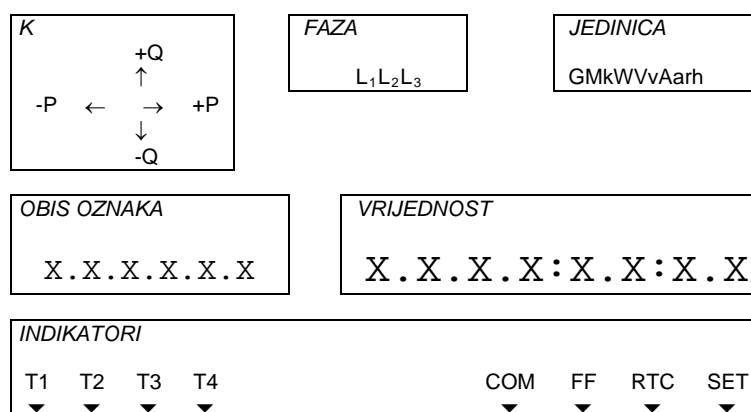 K
+Q
↑
-P ← → +P
↓
-Q
FAZA
L₁L₂L₃
JEDINICA
GMkWVvAarh
OBIS OZNAKA
X.X.X.X.X.X
VRIJEDNOST
X.X.X.X:X.X:X.X
INDIKATORI
T1 T2 T3 T4 COM FF RTC SET